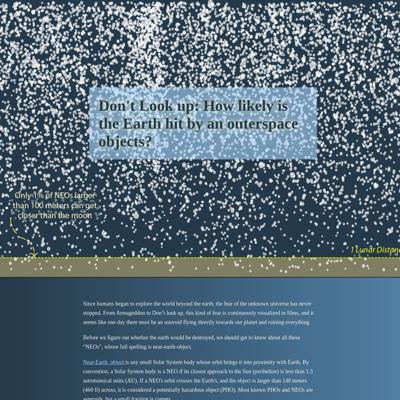 Don't Look up: How likely is
the Earth hit by an outerspace
objects?
Only 1% of NEOs larger
than 100 meters can get
closer than the moon
1 Lunar Distanc
Since humans began to explore the world beyond the earth, the fear of the unknown universe has never
stopped. From Armageddon to Don't look up, this kind of fear is continuously visualized in films, and it
seems like one day there must be an asteroid flying directly towards our planet and ruining everything.
Before we figure out whether the earth would be destroyed, we should get to know about all these
"NEOs", whose full spelling is near-earth-object.
Near-Earth object is any small Solar System body whose orbit brings it into proximity with Earth. By
convention, a Solar System body is a NEO if its closest approach to the Sun (perihelion) is less than 1.3
astronomical units (AU). If a NEO's orbit crosses the Earth's, and the object is larger than 140 meters
(460 ft) across, it is considered a potentially hazardous object (PHO). Most known PHOs and NEOs are
asteroids, but a small fraction is comets.